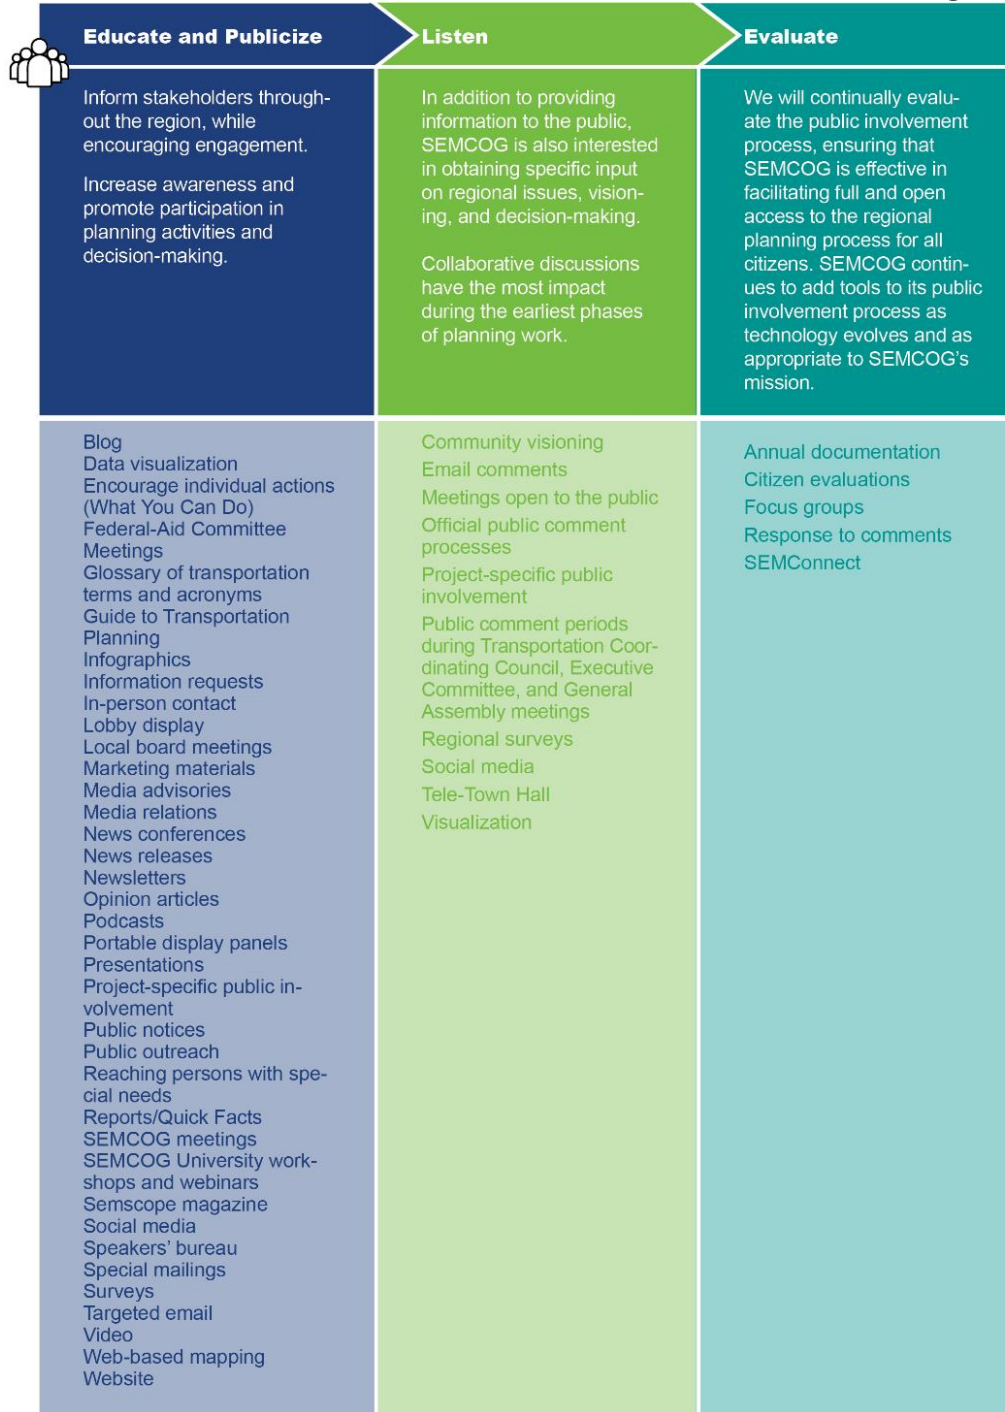 Educate and Publicize
Inform stakeholders through-
out the region, while
encouraging engagement.
Increase awareness and
promote participation in
planning activities and
decision-making.
Blog
Data visualization
Encourage individual actions
(What You Can Do)
Federal-Aid Committee
Meetings
Glossary of transportation
terms and acronyms
Guide to Transportation
Planning
Infographics
Information requests
In-person contact
Lobby display
Local board meetings
Marketing materials
Media advisories
Media relations
News conferences
News releases
Newsletters
Opinion articles
Podcasts
Portable display panels
Presentations
Project-specific public in-
volvement
Public notices
Public outreach
Reaching persons with spe-
cial needs
Reports/Quick Facts
SEMCOG meetings
SEMCOG University work-
shops and webinars
Semscope magazine
Social media
Speakers' bureau
Special mailings
Surveys
Targeted email
Video
Web-based mapping
Website
Listen
In addition to providing
information to the public,
SEMCOG is also interested
in obtaining specific input
on regional issues, vision-
ing, and decision-making.
Collaborative discussions
have the most impact
during the earliest phases
of planning work.
Community visioning
Email comments
Meetings open to the public
Official public comment
processes
Project-specific public
involvement
Public comment periods
during Transportation Coor-
dinating Council, Executive
Committee, and General
Assembly meetings
Regional surveys
Social media
Tele-Town Hall
Visualization
Evaluate
We will continually evalu-
ate the public involvement
process, ensuring that
SEMCOG is effective in
facilitating full and open
access to the regional
planning process for all
citizens. SEMCOG contin-
ues to add tools to its public
involvement process as
technology evolves and as
appropriate to SEMCOG's
mission.
Annual documentation
Citizen evaluations
Focus groups
Response to comments
SEMConnect